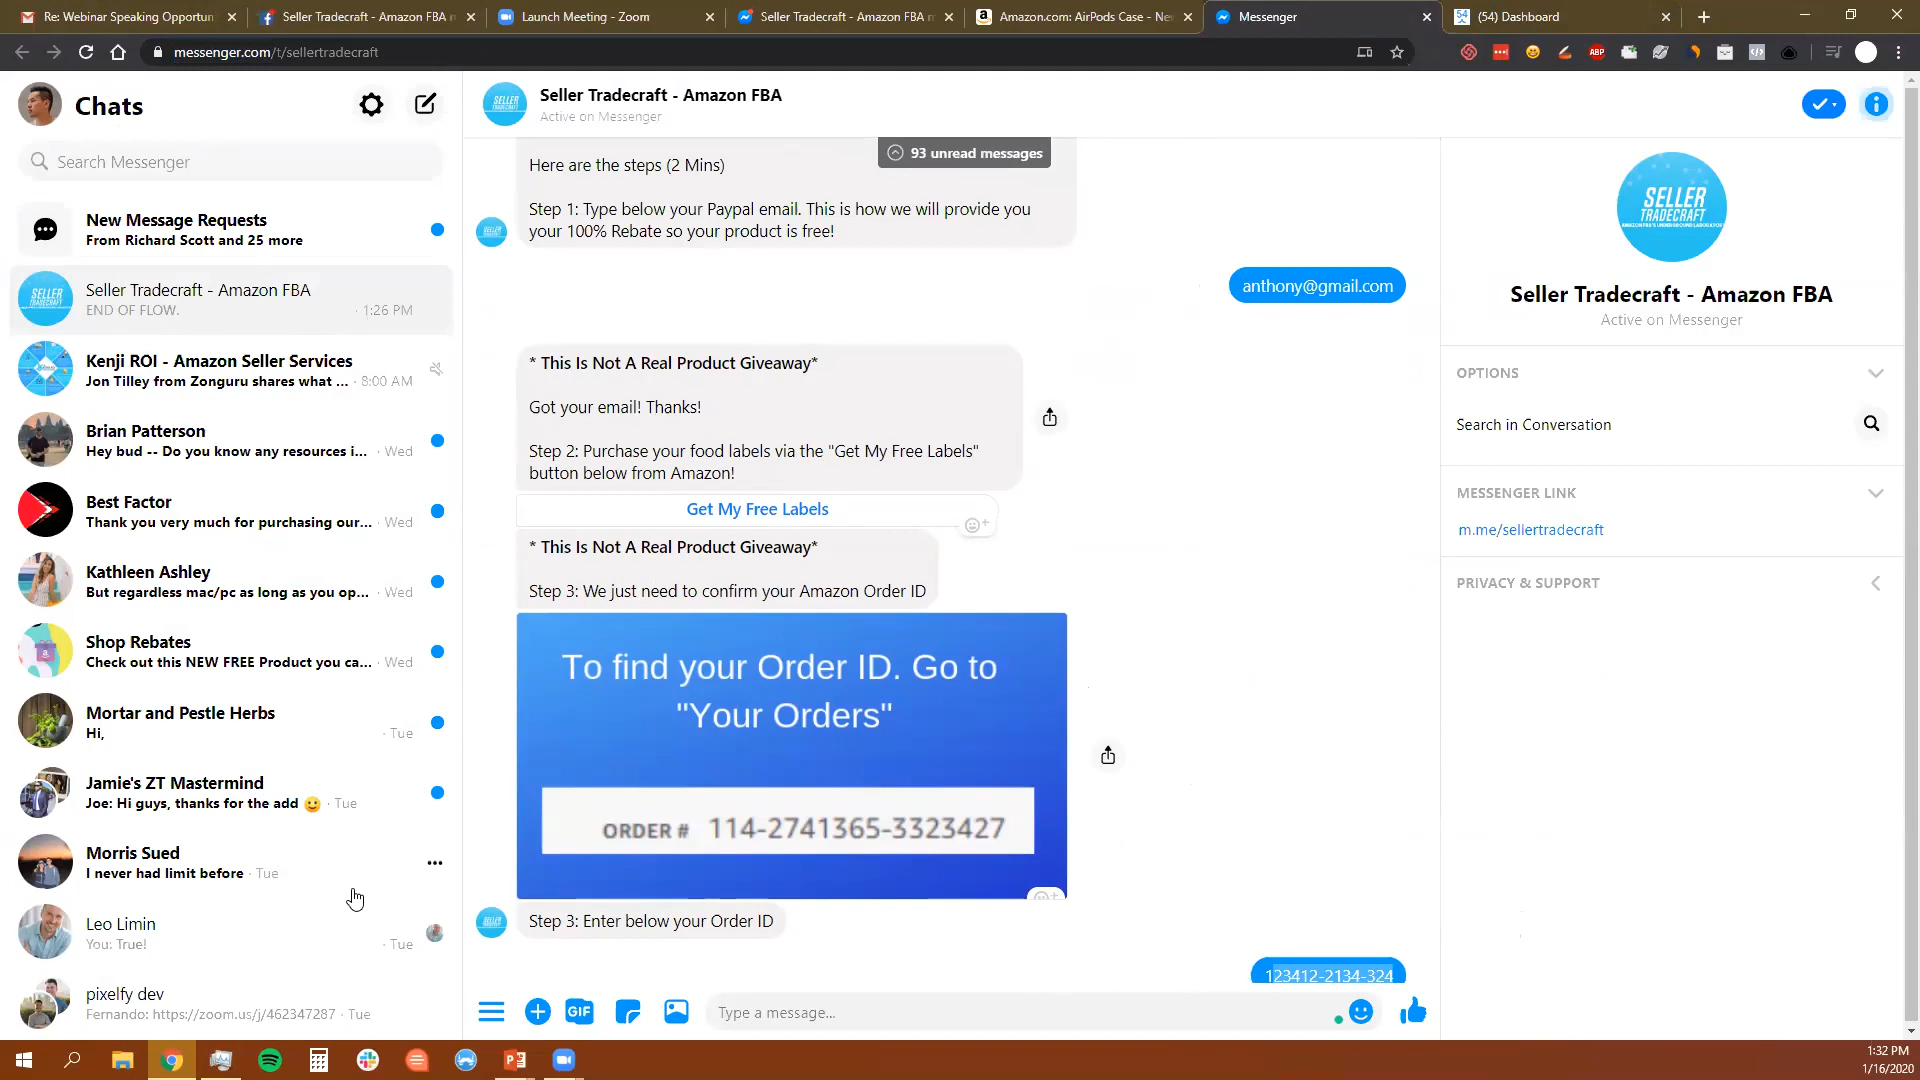 Re: Webinar Speaking Opportun
Seller Tradecraft - Amazon FBA
Launch Meeting - Zoom
Seller Tradecraft - Amazon FBA
Amazon.com: AirPods Case - Ne
Messenger
(54) Dashboard
messenger.com/t/sellertradecraft
Chats
Search Messenger
New Message Requests
From Richard Scott and 25 more
Seller Tradecraft - Amazon FBA
END OF FLOW. · 1:26 PM
Kenji ROI - Amazon Seller Services
Jon Tilley from Zonguru shares what ... · 8:00 AM
Brian Patterson
Hey bud -- Do you know any resources i... · Wed
Best Factor
Thank you very much for purchasing our... · Wed
Kathleen Ashley
But regardless mac/pc as long as you op... · Wed
Shop Rebates
Check out this NEW FREE Product you ca... · Wed
Mortar and Pestle Herbs
Hi, · Tue
Jamie's ZT Mastermind
Joe: Hi guys, thanks for the add 🙂 · Tue
Morris Sued
I never had limit before · Tue
Leo Limin
You: True! · Tue
pixelfy dev
Fernando: https://zoom.us/j/462347287 · Tue
Seller Tradecraft - Amazon FBA
Active on Messenger
93 unread messages
Here are the steps (2 Mins)
Step 1: Type below your Paypal email. This is how we will provide you
your 100% Rebate so your product is free!
anthony@gmail.com
* This Is Not A Real Product Giveaway*
Got your email! Thanks!
Step 2: Purchase your food labels via the "Get My Free Labels"
button below from Amazon!
Get My Free Labels
* This Is Not A Real Product Giveaway*
Step 3: We just need to confirm your Amazon Order ID
To find your Order ID. Go to
"Your Orders"
ORDER # 114-2741365-3323427
Step 3: Enter below your Order ID
123412-2134-324
GIF
Type a message...
SELLER
TRADECRAFT
AMAZON FBA'S UNDERGROUND LABORATORY
Seller Tradecraft - Amazon FBA
Active on Messenger
OPTIONS
Search in Conversation
MESSENGER LINK
m.me/sellertradecraft
PRIVACY & SUPPORT
1:32 PM
1/16/2020